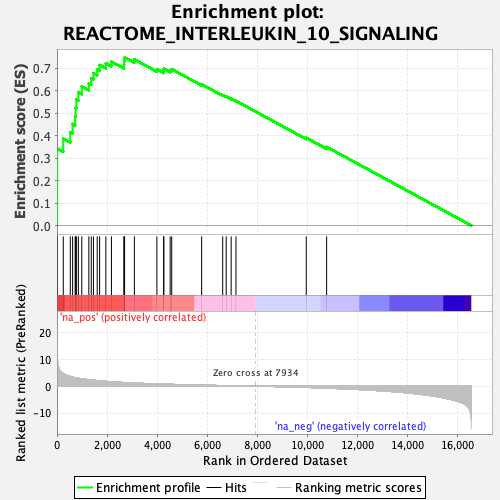 Enrichment plot:
REACTOME_INTERLEUKIN_10_SIGNALING
Enrichment score (ES)
0.7
0.6
0.5
0.4
0.3
0.2
0.1
0.0
'na_pos' (positively correlated)
Ranked list metric (PreRanked)
20
10
0
-10
Zero cross at 7934
'na_neg' (negatively correlated)
0 2,000 4,000 6,000 8,000 10,000 12,000 14,000 16,000
Rank in Ordered Dataset
Enrichment profile Hits Ranking metric scores